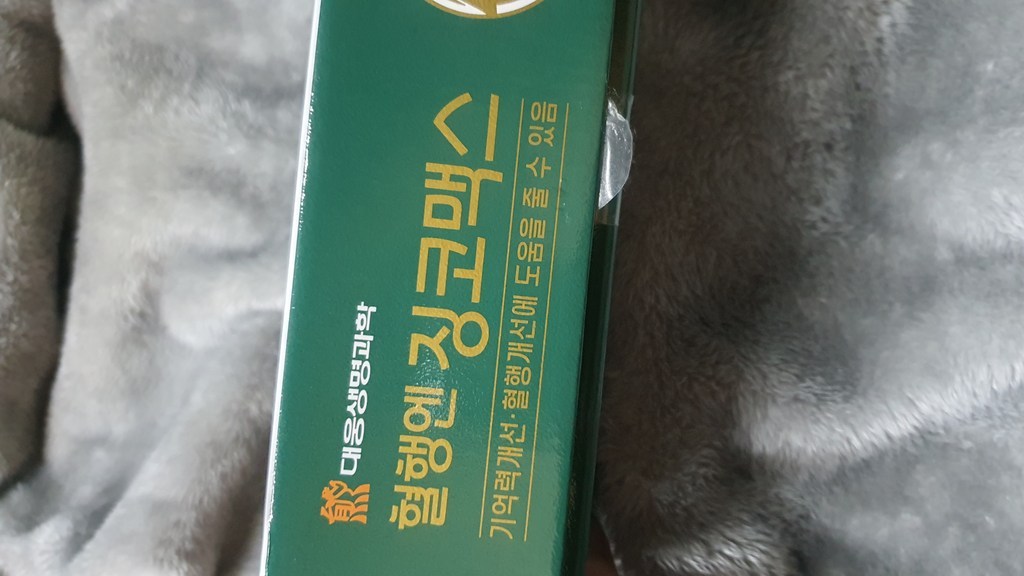 대웅생명과학
혈행엔 징코맥스
기억력개선·혈행개선에 도움을 줄 수 있음